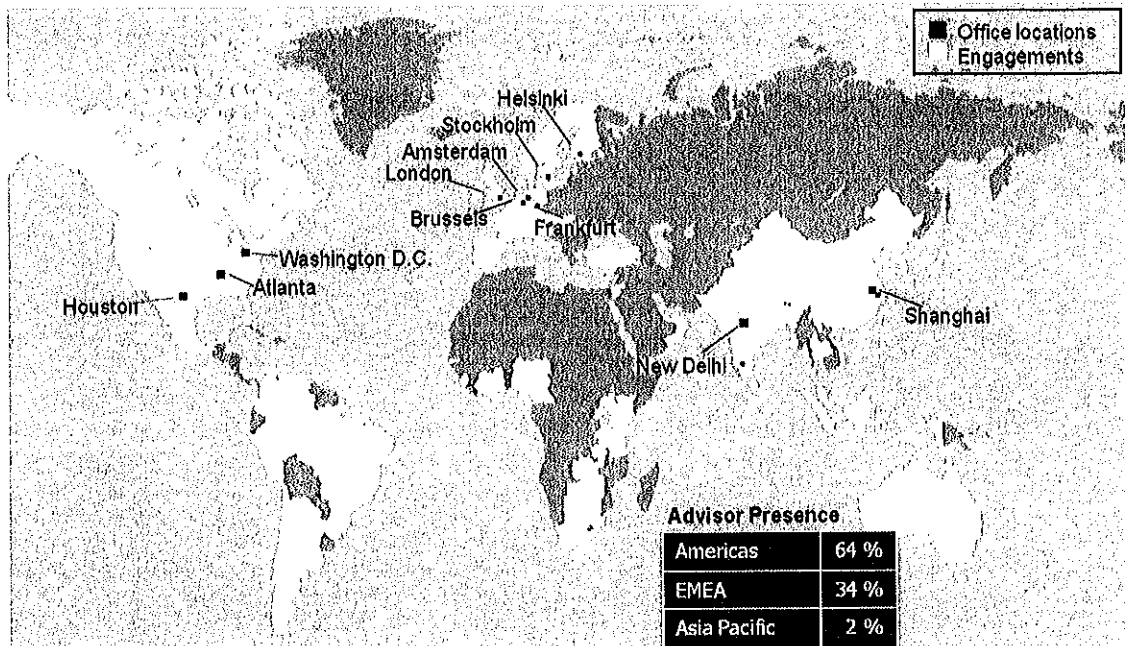 Office locations
Engagements
Helsinki
Stockholm
Amsterdam
London
Brussels
Frankfurt
Washington D.C.
Atlanta
Houston
Shanghai
New Delhi
Advisor Presence
Americas 64 %
EMEA 34 %
Asia Pacific 2 %